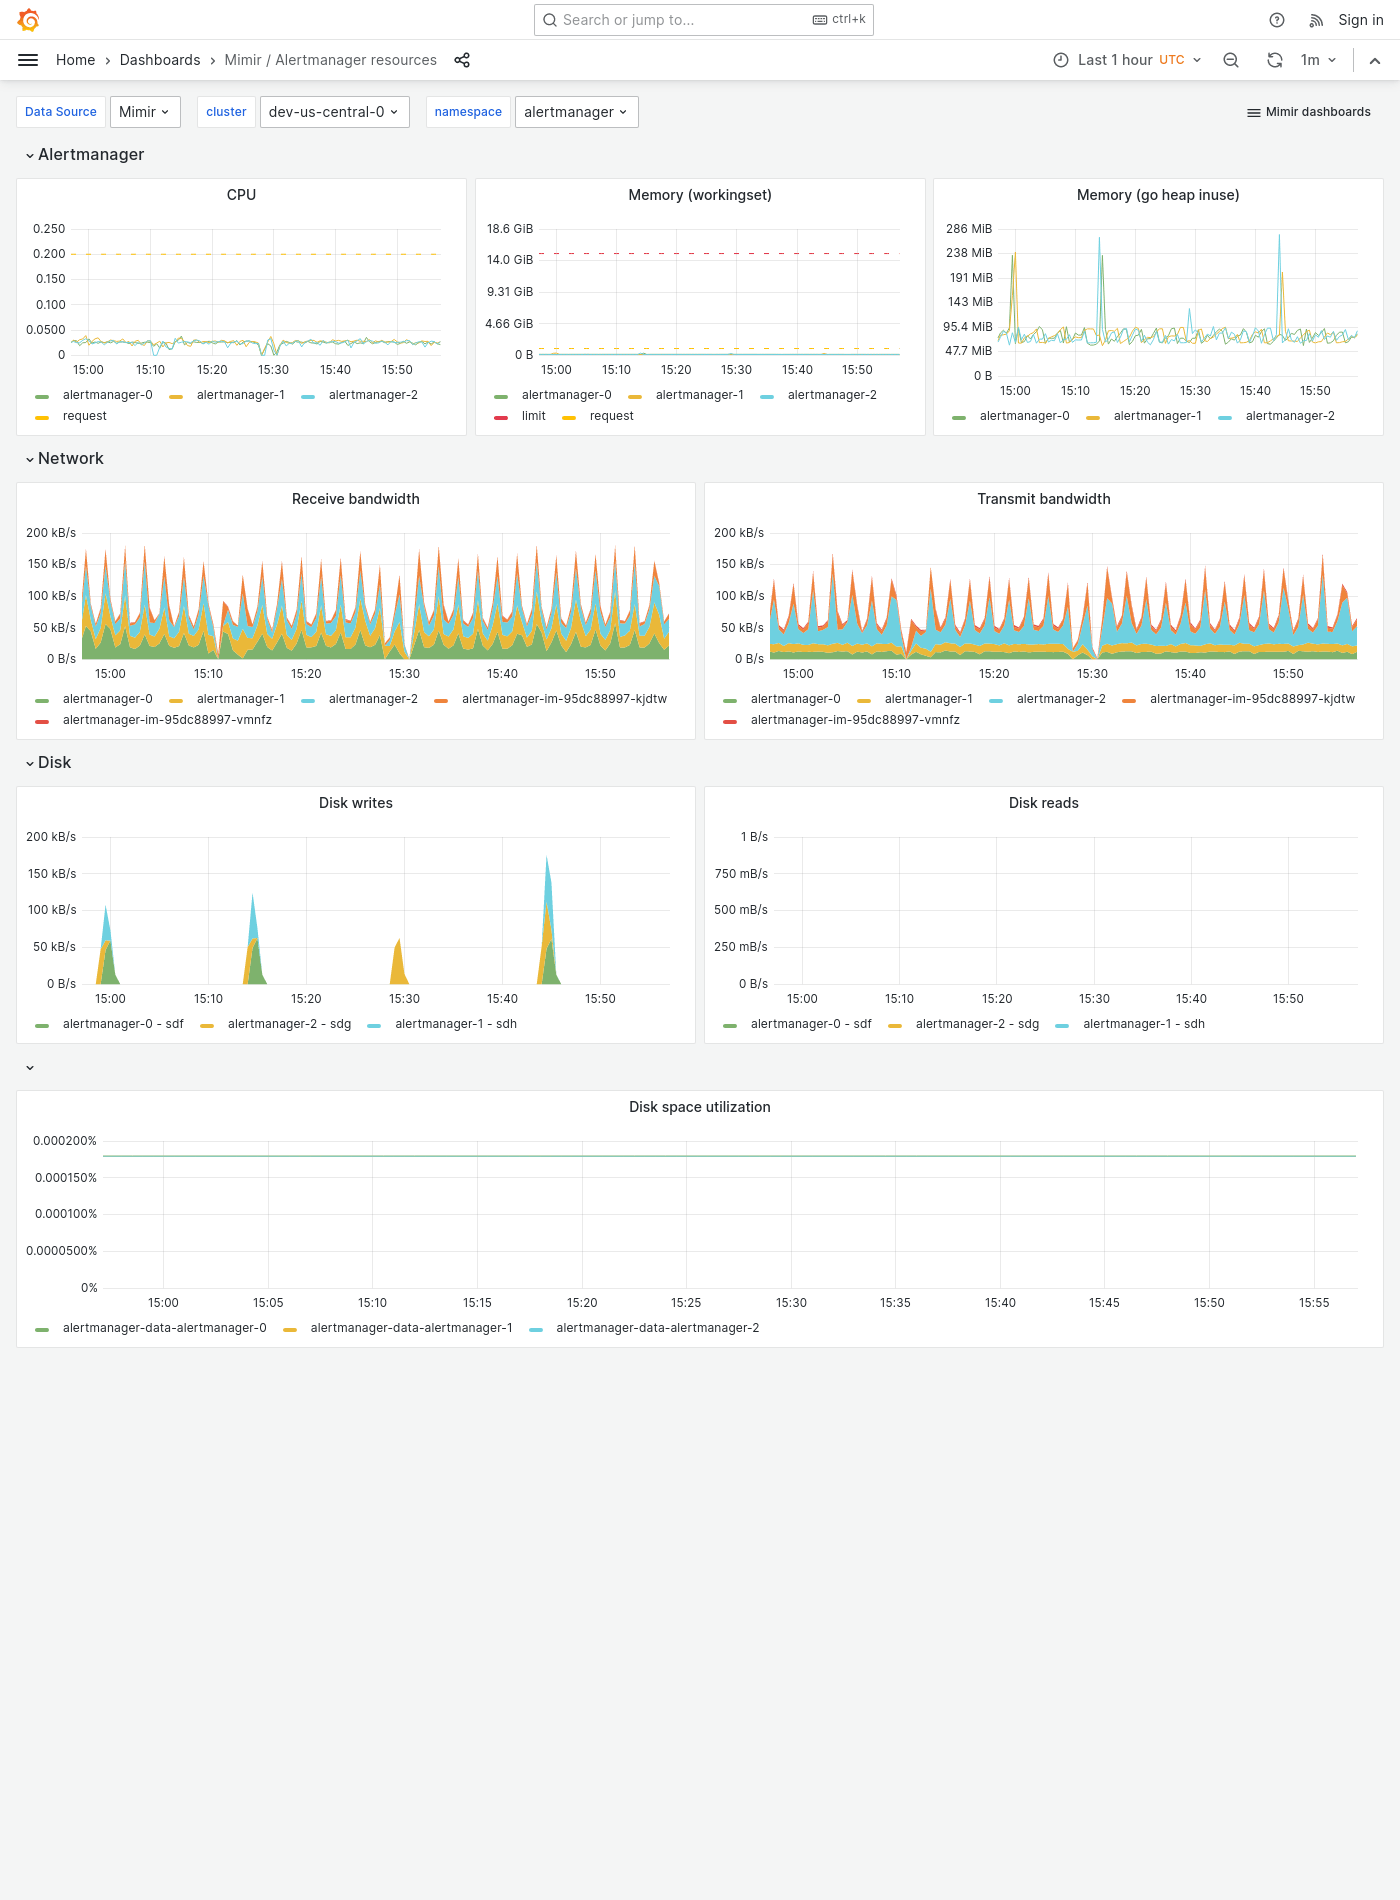 Search or jump to... ctrl+k Sign in
Home Dashboards Mimir / Alertmanager resources Last 1 hour UTC 1m
Data Source Mimir cluster dev-us-central-0 namespace alertmanager Mimir dashboards
Alertmanager
CPU
0.250
0.200
0.150
0.100
0.0500
0
15:00 15:10 15:20 15:30 15:40 15:50
alertmanager-0 alertmanager-1 alertmanager-2
request
Memory (workingset)
18.6 GiB
14.0 GiB
9.31 GiB
4.66 GiB
0 B
15:00 15:10 15:20 15:30 15:40 15:50
alertmanager-0 alertmanager-1 alertmanager-2
limit request
Memory (go heap inuse)
286 MiB
238 MiB
191 MiB
143 MiB
95.4 MiB
47.7 MiB
0 B
15:00 15:10 15:20 15:30 15:40 15:50
alertmanager-0 alertmanager-1 alertmanager-2
Network
Receive bandwidth
200 kB/s
150 kB/s
100 kB/s
50 kB/s
0 B/s
15:00 15:10 15:20 15:30 15:40 15:50
alertmanager-0 alertmanager-1 alertmanager-2 alertmanager-im-95dc88997-kjdtw
alertmanager-im-95dc88997-vmnfz
Transmit bandwidth
200 kB/s
150 kB/s
100 kB/s
50 kB/s
0 B/s
15:00 15:10 15:20 15:30 15:40 15:50
alertmanager-0 alertmanager-1 alertmanager-2 alertmanager-im-95dc88997-kjdtw
alertmanager-im-95dc88997-vmnfz
Disk
Disk writes
200 kB/s
150 kB/s
100 kB/s
50 kB/s
0 B/s
15:00 15:10 15:20 15:30 15:40 15:50
alertmanager-0 - sdf alertmanager-2 - sdg alertmanager-1 - sdh
Disk reads
1 B/s
750 mB/s
500 mB/s
250 mB/s
0 B/s
15:00 15:10 15:20 15:30 15:40 15:50
alertmanager-0 - sdf alertmanager-2 - sdg alertmanager-1 - sdh
Disk space utilization
0.000200%
0.000150%
0.000100%
0.0000500%
0%
15:00 15:05 15:10 15:15 15:20 15:25 15:30 15:35 15:40 15:45 15:50 15:55
alertmanager-data-alertmanager-0 alertmanager-data-alertmanager-1 alertmanager-data-alertmanager-2